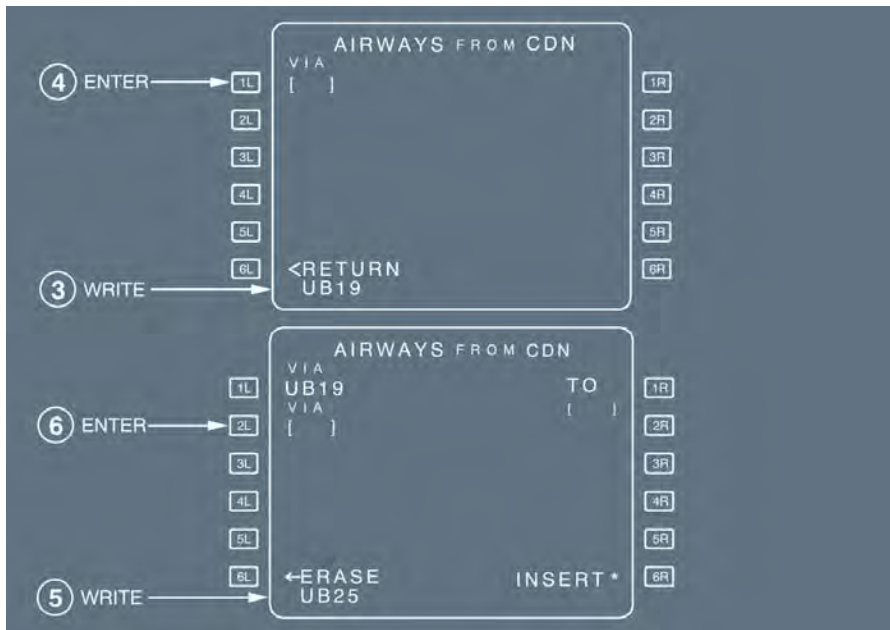 AIRWAYS FROM CDN
VIA
4 ENTER 1L [ ] 1R
2L 2R
3L 3R
4L 4R
5L 5R
6L <RETURN 6R
3 WRITE UB19
AIRWAYS FROM CDN
VIA
1L UB19 TO 1R
VIA
6 ENTER 2L [ ] [ ] 2R
3L 3R
4L 4R
5L 5R
6L ←ERASE INSERT* 6R
5 WRITE UB25